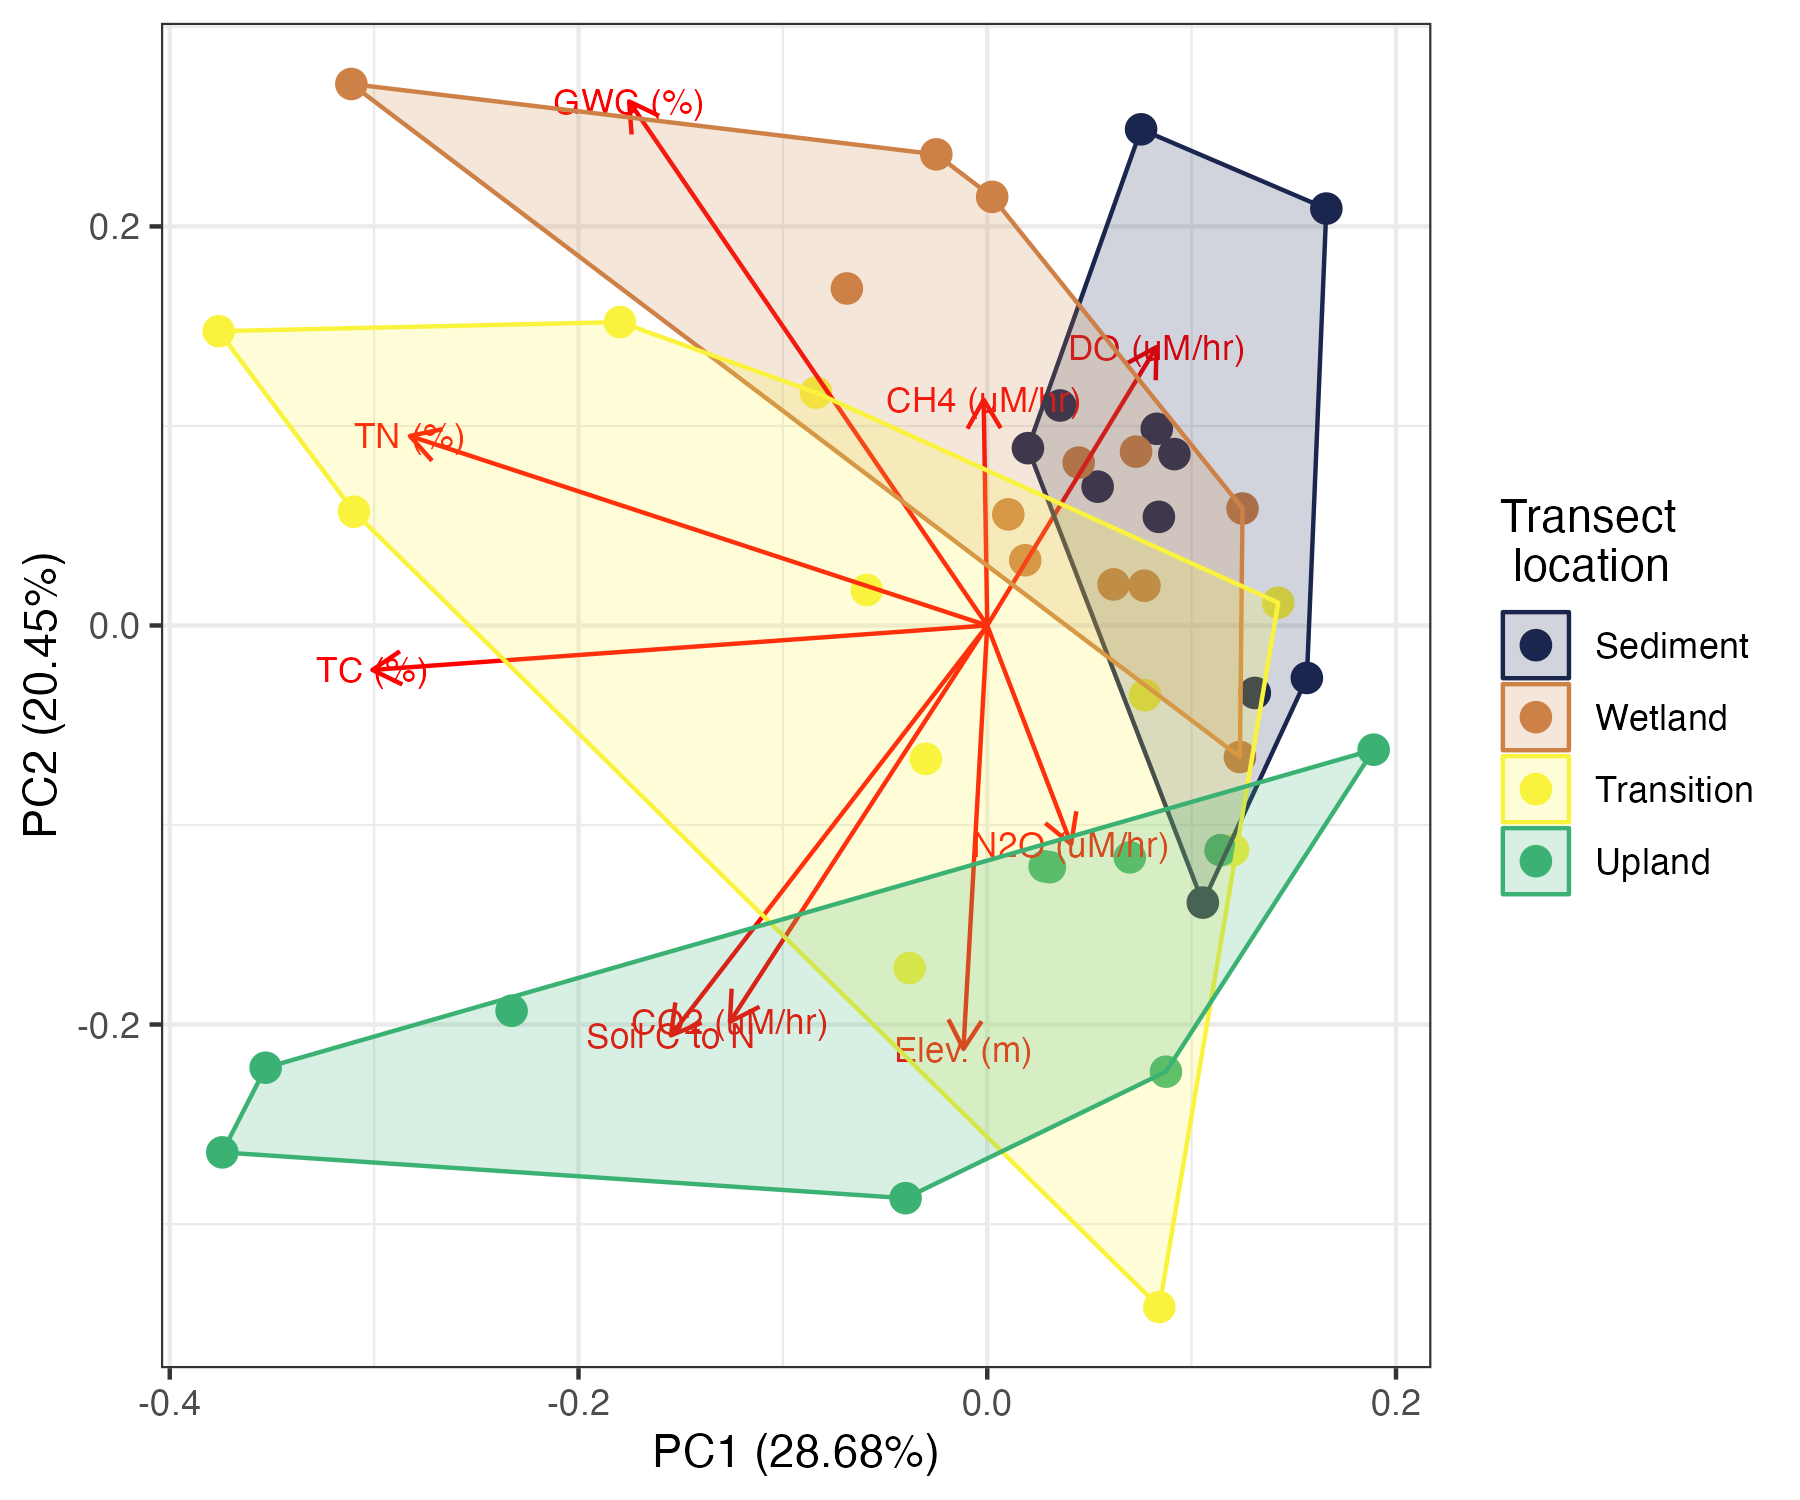 GWC (%)
0.2
DO (uM/hr)
CH4 (uM/hr)
TN (%)
Transect
location
0.0
Sediment
TC (%)
PC2 (20.45%)
Wetland
Transition
N2O (uM/hr)
Upland
-0.2
CO2 (uM/hr)
Soil C to N
Elev. (m)
-0.4
-0.2
0.0
0.2
PC1 (28.68%)